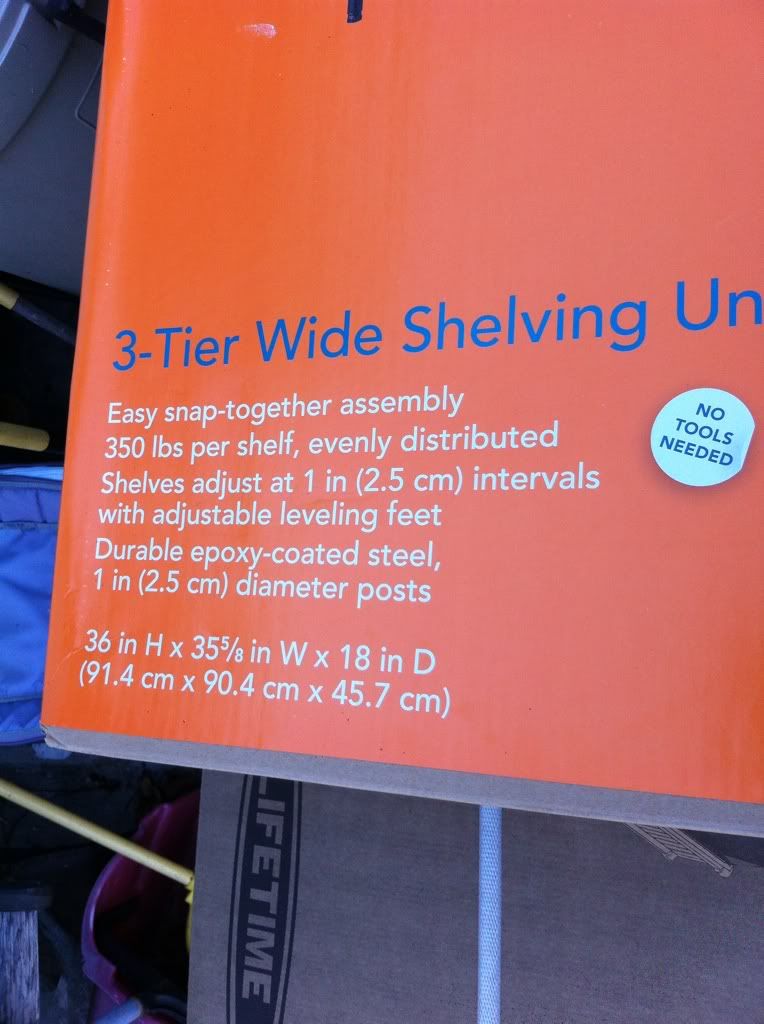 3-Tier Wide Shelving Un
Easy snap-together assembly
350 lbs per shelf, evenly distributed
Shelves adjust at 1 in (2.5 cm) intervals
with adjustable leveling feet
Durable epoxy-coated steel,
1 in (2.5 cm) diameter posts
36 in H x 35⅝ in W x 18 in D
(91.4 cm x 90.4 cm x 45.7 cm)
NO
TOOLS
NEEDED
LIFETIME